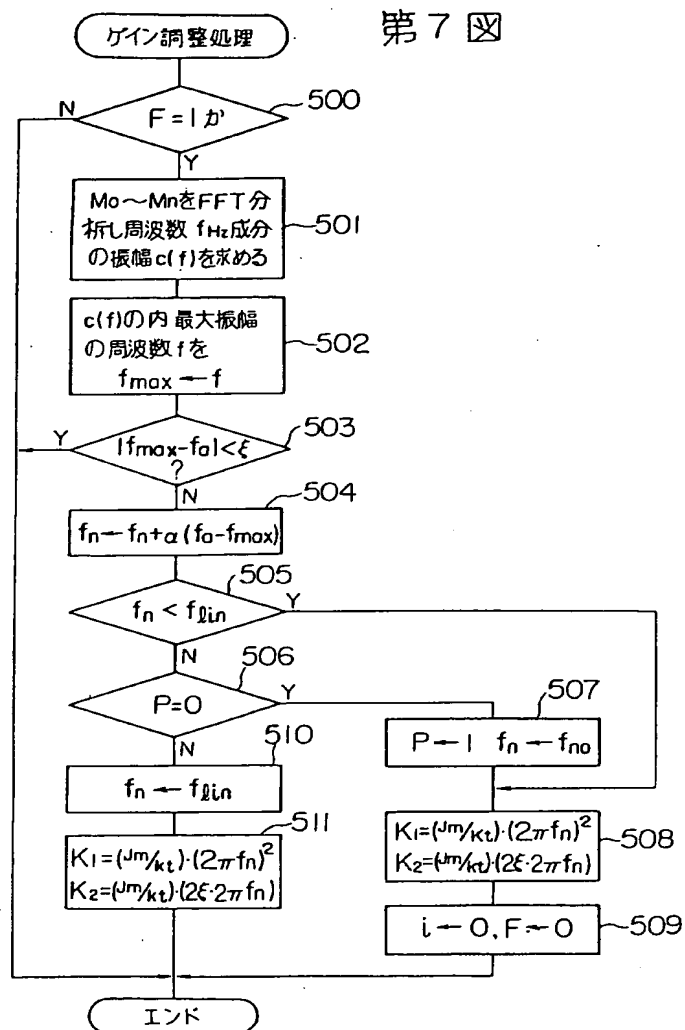 第7図
ゲイン調整処理
F=1か
500
N
Y
Mo〜MnをFFT分
析し周波数 fHz成分
の振幅c(f)を求める
501
c(f)の内 最大振幅
の周波数fを
fmax ← f
502
|fmax-fa|<ξ
?
503
Y
N
504
fn←fn+α(fa-fmax)
505
fn < flin
Y
N
506
P=0
Y
N
507
P←1 fn←fno
510
fn ← flin
511
K1=(Jm/kt)·(2πfn)²
K2=(Jm/kt)·(2ξ·2πfn)
K1=(Jm/kt)·(2πfn)²
K2=(Jm/kt)·(2ξ·2πfn)
508
i←0, F←0
509
エンド